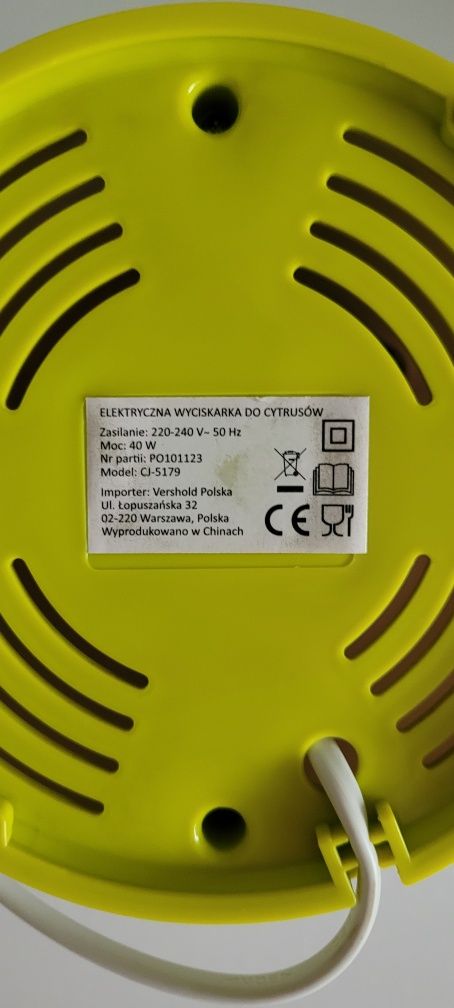 ELEKTRYCZNA WYCISKARKA DO CYTRUSÓW
Zasilanie: 220-240 V~ 50 Hz
Moc: 40 W
Nr partii: PO101123
Model: CJ-5179
Importer: Vershold Polska
Ul. Łopuszańska 32
02-220 Warszawa, Polska
Wyprodukowano w Chinach
CE